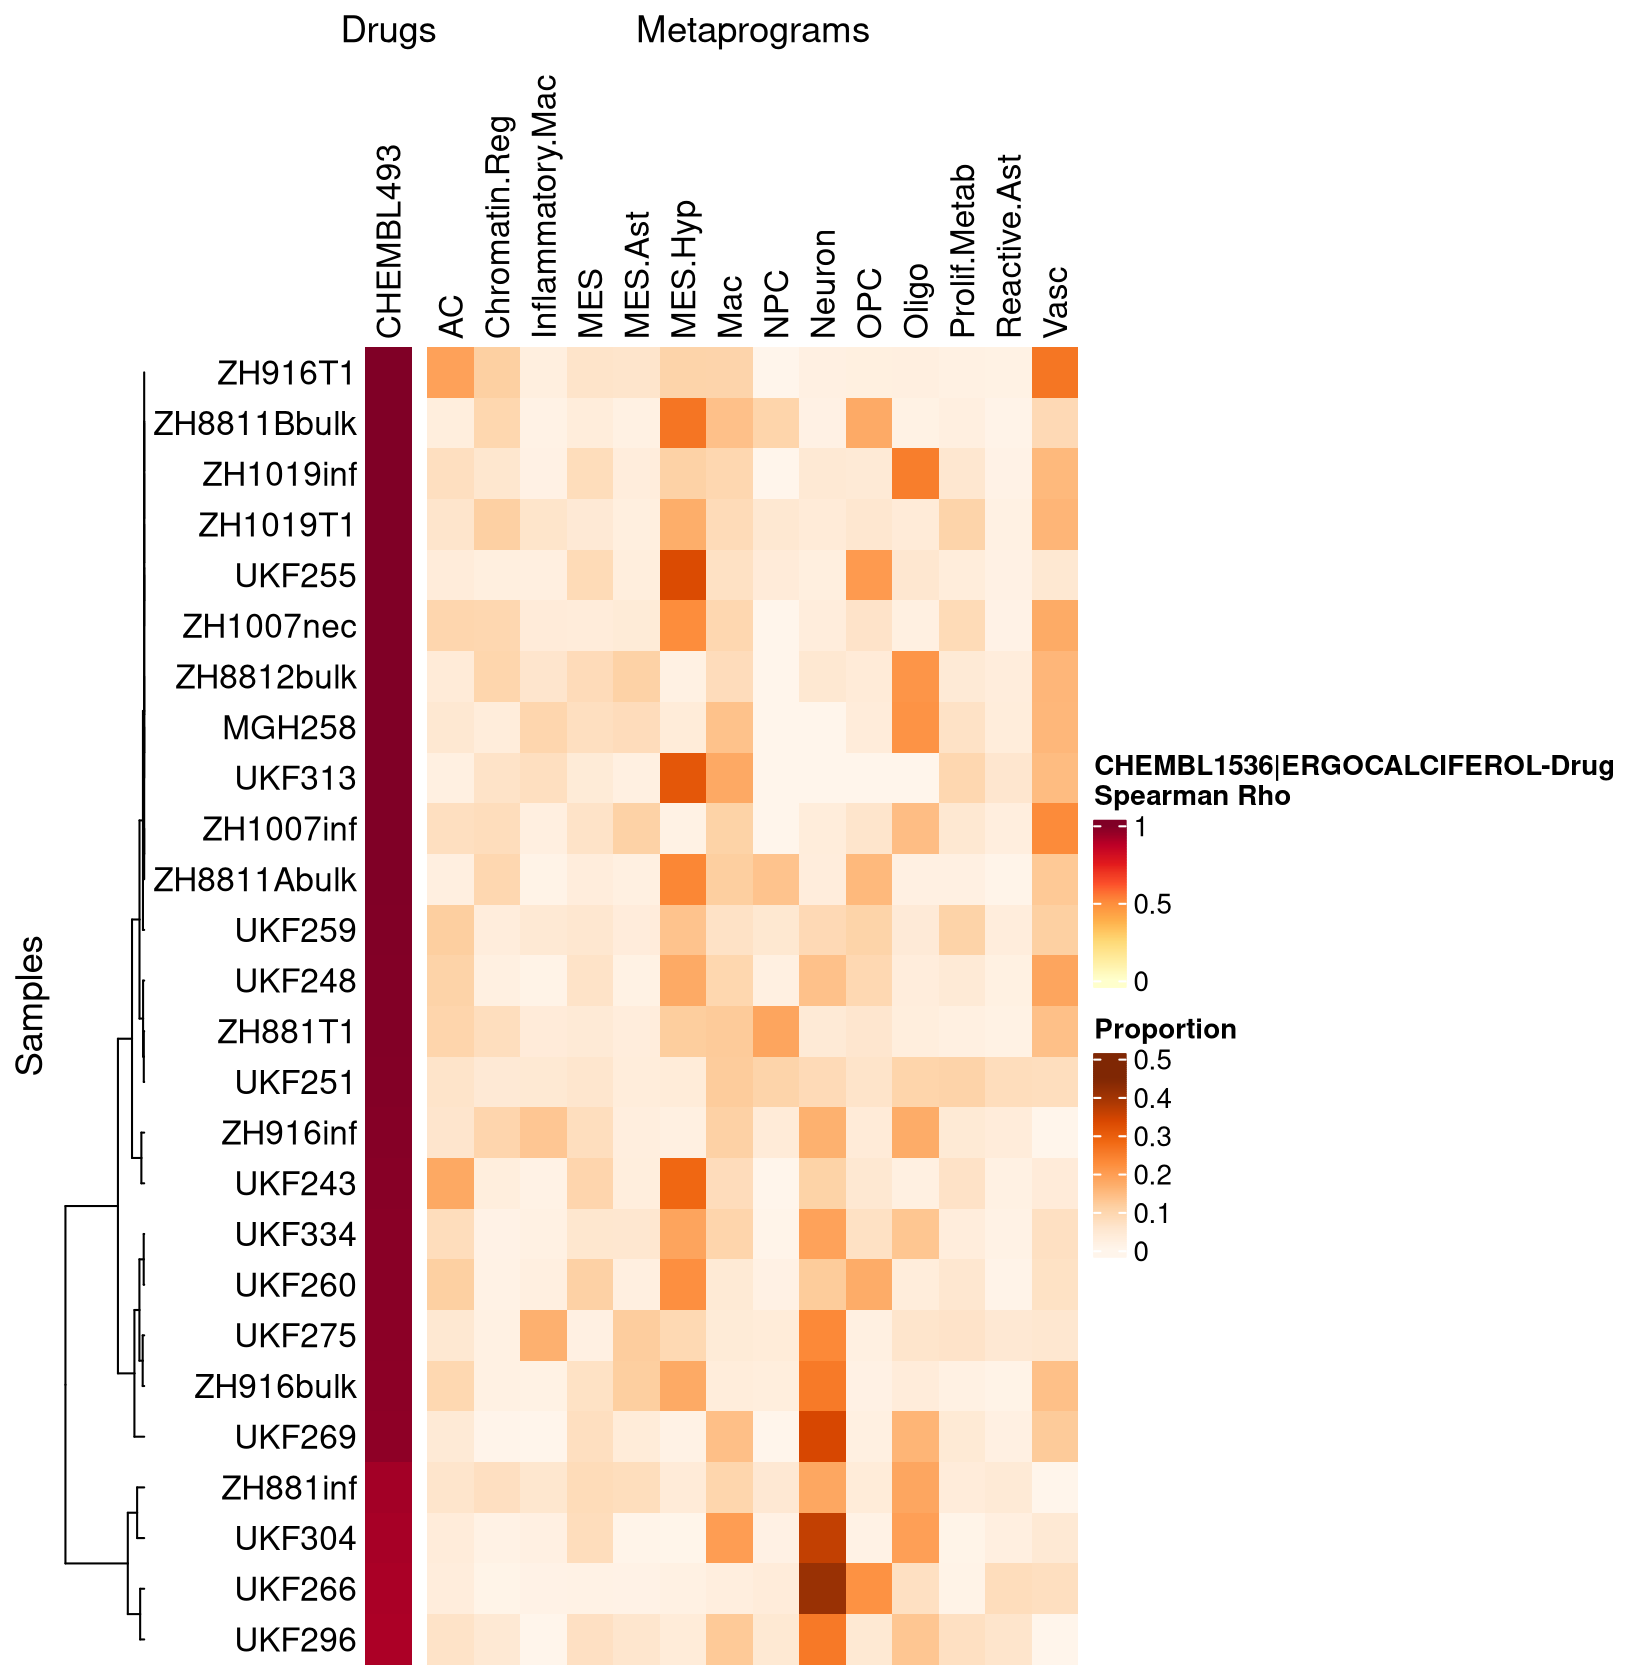 Drugs
Metaprograms
CHEMBL493
AC
Chromatin.Reg
Inflammatory.Mac
MES
MES.Ast
MES.Hyp
Mac
NPC
Neuron
OPC
Oligo
Prolif.Metab
Reactive.Ast
Vasc
Samples
ZH916T1
ZH8811Bbulk
ZH1019inf
ZH1019T1
UKF255
ZH1007nec
ZH8812bulk
MGH258
UKF313
ZH1007inf
ZH8811Abulk
UKF259
UKF248
ZH881T1
UKF251
ZH916inf
UKF243
UKF334
UKF260
UKF275
ZH916bulk
UKF269
ZH881inf
UKF304
UKF266
UKF296
CHEMBL1536|ERGOCALCIFEROL-Drug
Spearman Rho
1
0.5
0
Proportion
0.5
0.4
0.3
0.2
0.1
0